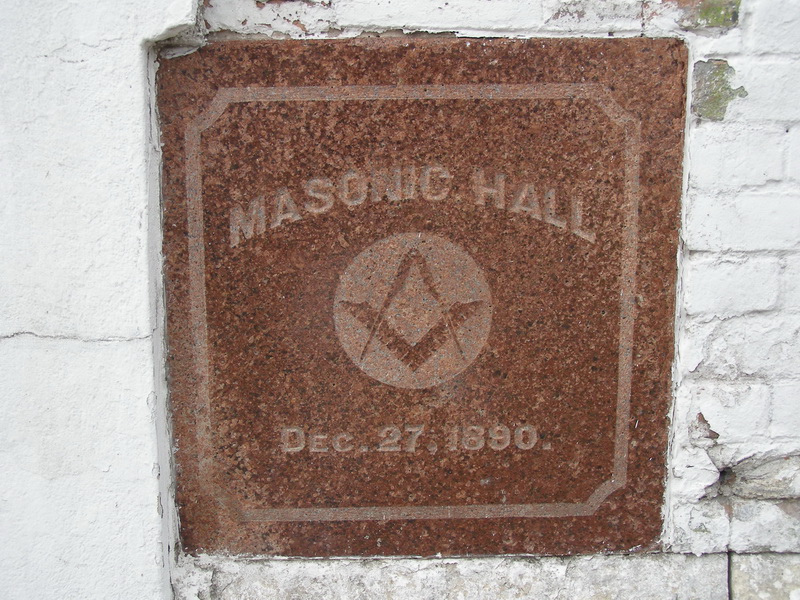 MASONIC HALL
DEC. 27, 1890.